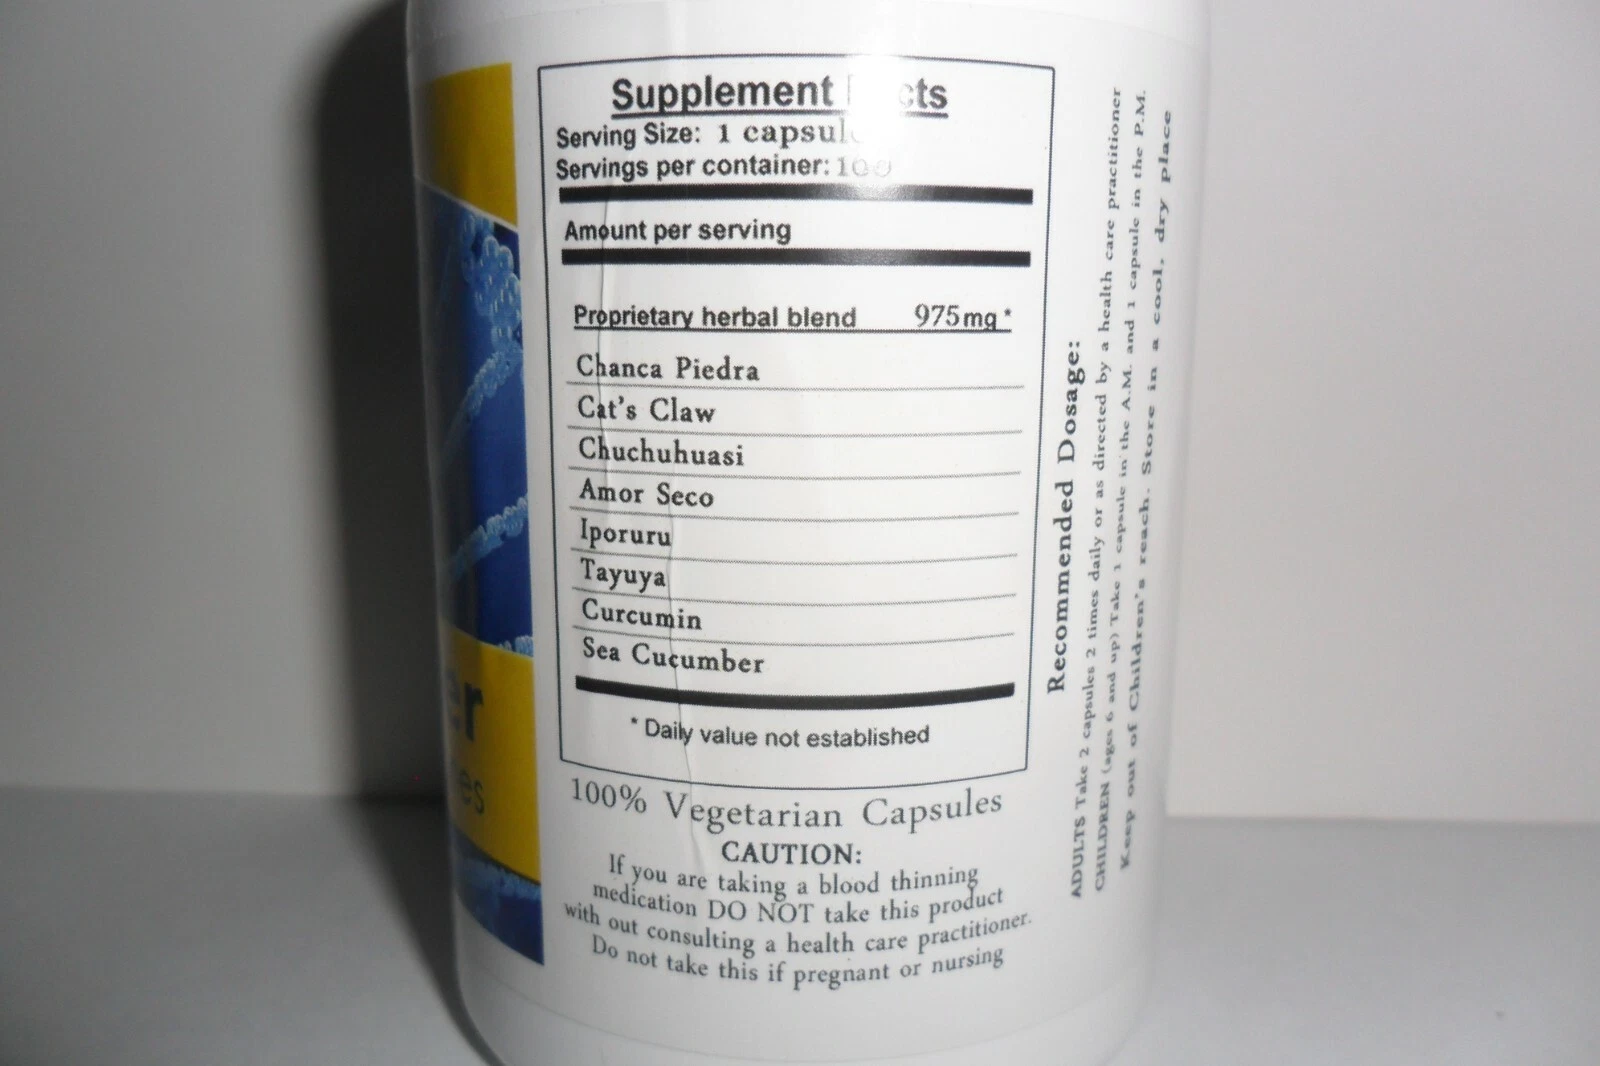 Supplement
Serving Size: 1 capsul
Servings per container: 100
Amount per serving
Proprietary herbal blend 975mg *
Chanca Piedra
Cat's Claw
Chuchuhuasi
Amor Seco
Iporuru
Tayuya
Curcumin
Sea Cucumber
* Daily value not established
100% Vegetarian Capsules
CAUTION:
If you are taking a blood thinning
medication DO NOT take this product
with out consulting a health care practitioner.
Do not take this if pregnant or nursing
Recommended Dosage:
ADULTS Take 2 capsules 2 times daily or as directed by a health care practitioner
CHILDREN (ages 6 and up) Take 1 capsule in the A.M. and 1 capsule in the P.M.
Keep out of Children's reach. Store in a cool, dry place